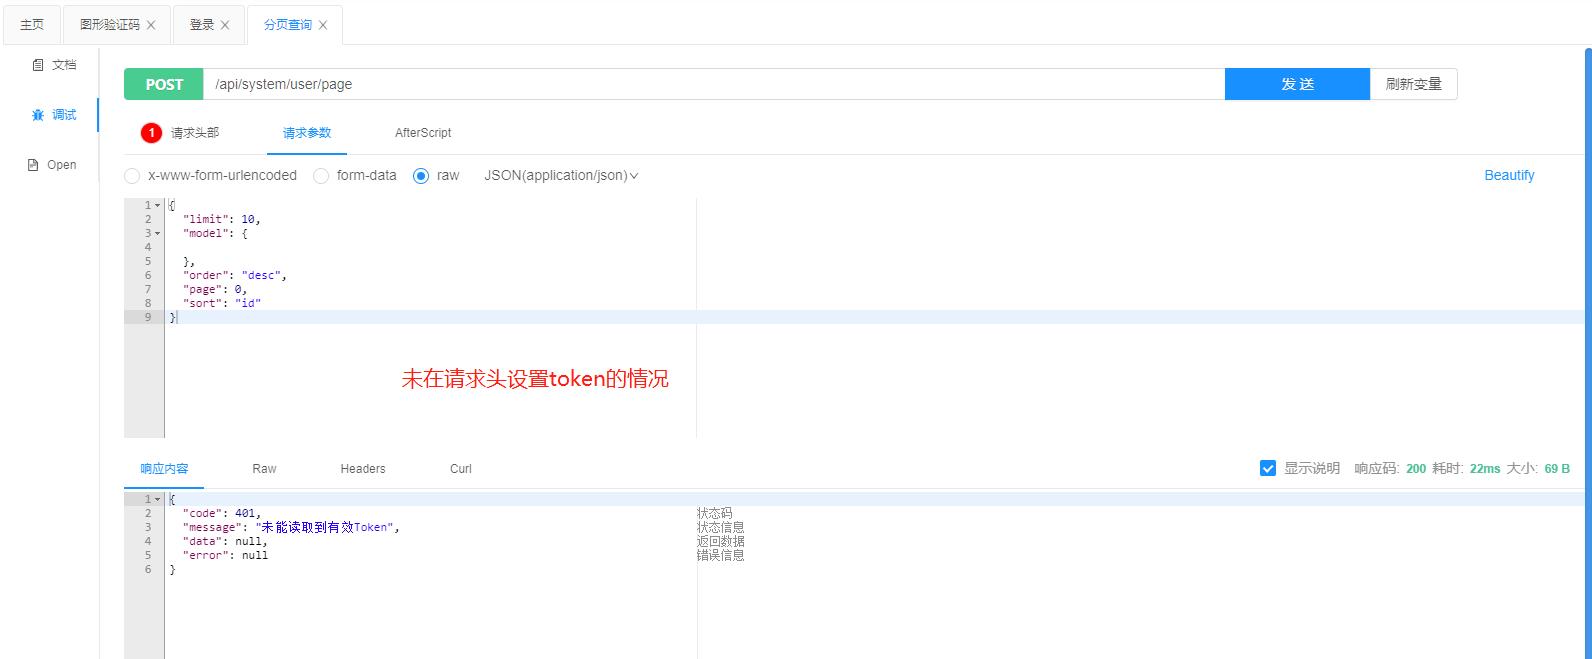 主页 图形验证码 登录 分页查询
文档
调试
Open
POST /api/system/user/page 发 送 刷新变量
1 请求头部 请求参数 AfterScript
x-www-form-urlencoded form-data raw JSON(application/json) Beautify
1 {
2 "limit": 10,
3 "model": {
4
5 },
6 "order": "desc",
7 "page": 0,
8 "sort": "id"
9 }
未在请求头设置token的情况
响应内容 Raw Headers Curl 显示说明 响应码: 200 耗时: 22ms 大小: 69 B
1 {
2 "code": 401, 状态码
3 "message": "未能读取到有效Token", 状态信息
4 "data": null, 返回数据
5 "error": null 错误信息
6 }